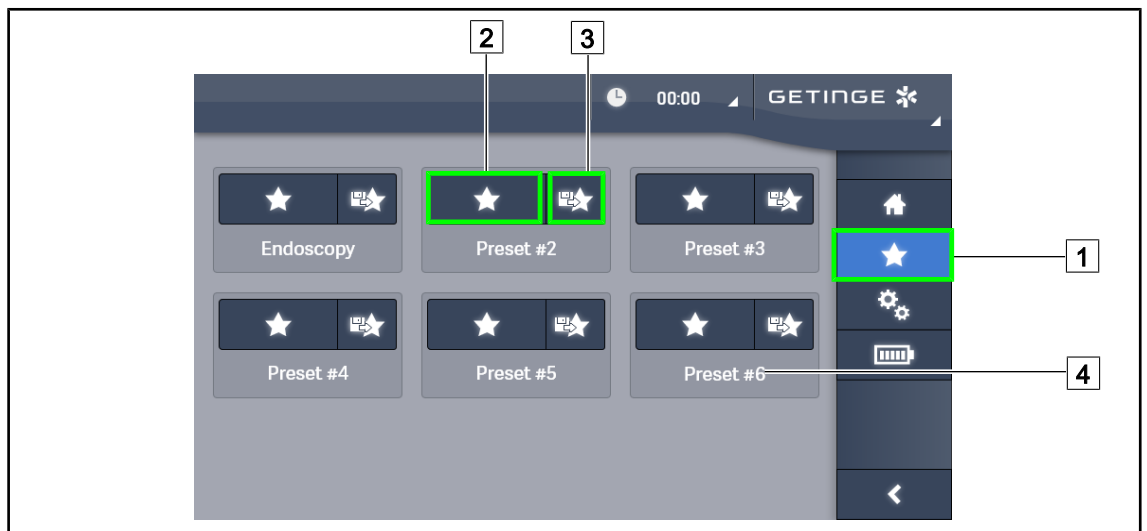 2 3
00:00 GETINGE
Endoscopy Preset #2 Preset #3
1
Preset #4 Preset #5 Preset #6
4